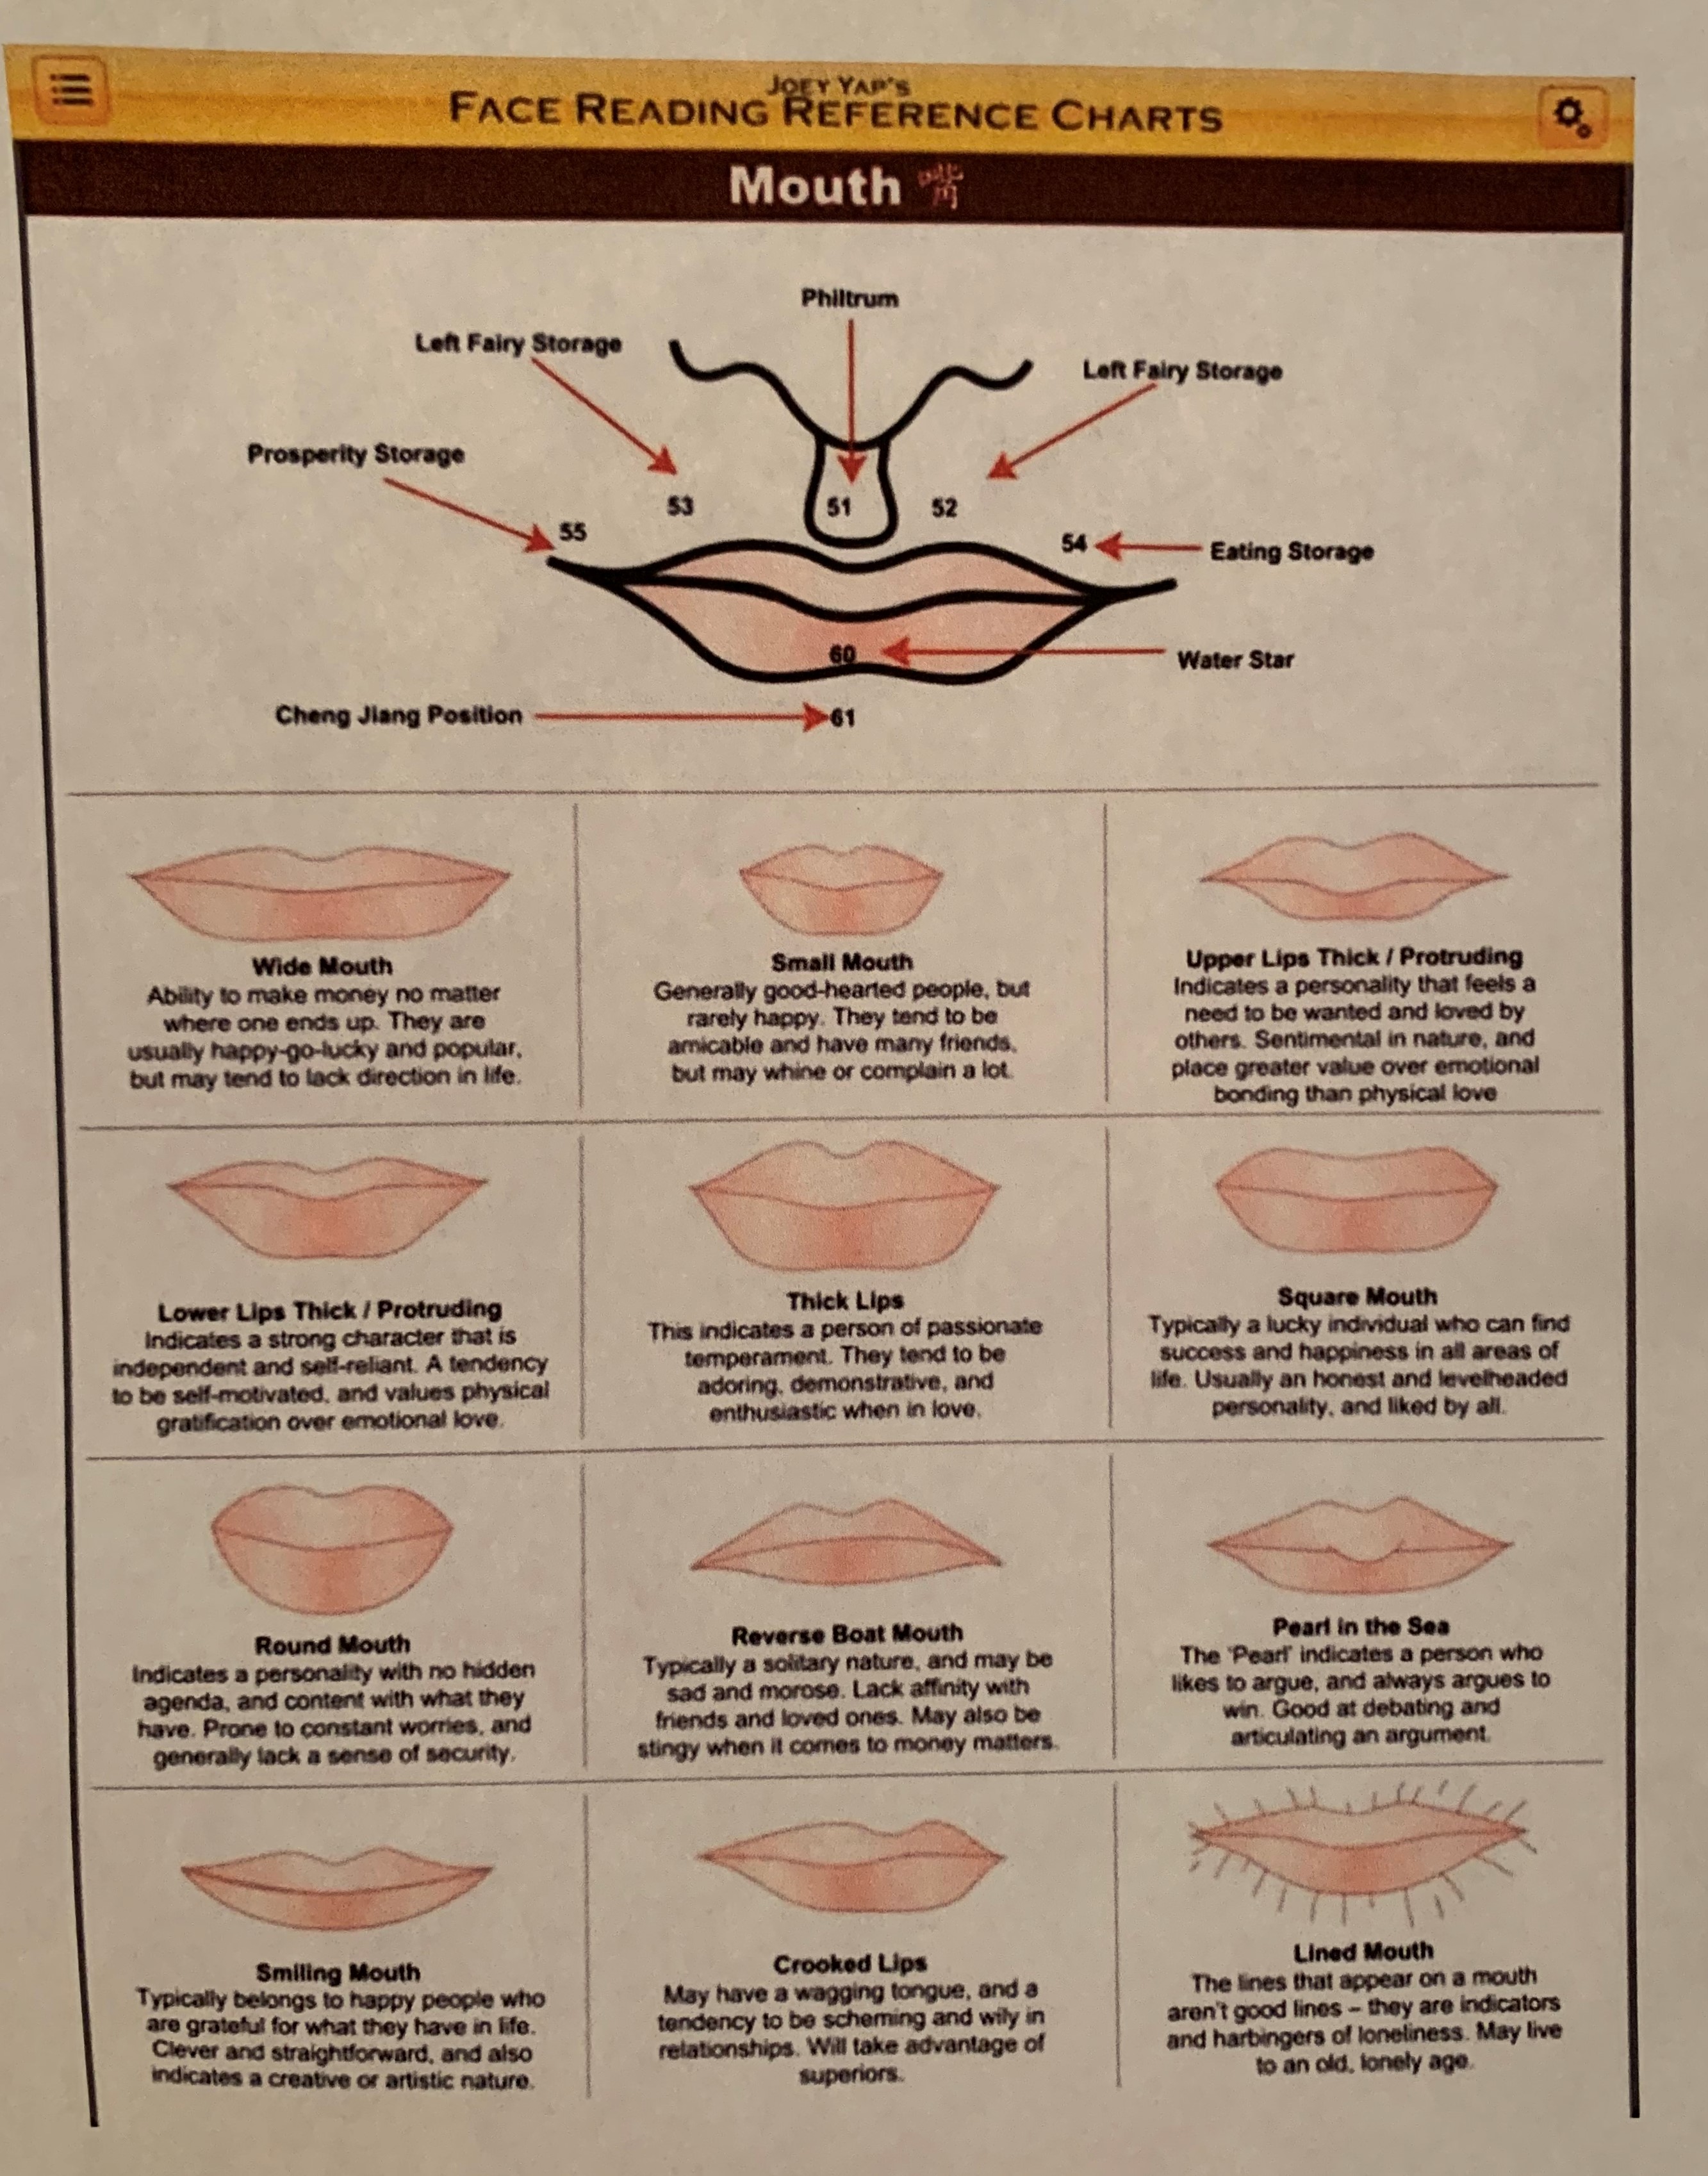 JOEY YAP'S
FACE READING REFERENCE CHARTS
Mouth 嘴
Philtrum
Left Fairy Storage
Left Fairy Storage
Prosperity Storage
53
51
52
55
54
Eating Storage
60
Water Star
Cheng Jiang Position
61
Wide Mouth
Ability to make money no matter
where one ends up. They are
usually happy-go-lucky and popular,
but may tend to lack direction in life.
Small Mouth
Generally good-hearted people, but
rarely happy. They tend to be
amicable and have many friends,
but may whine or complain a lot.
Upper Lips Thick / Protruding
Indicates a personality that feels a
need to be wanted and loved by
others. Sentimental in nature, and
place greater value over emotional
bonding than physical love
Lower Lips Thick / Protruding
Indicates a strong character that is
independent and self-reliant. A tendency
to be self-motivated, and values physical
gratification over emotional love.
Thick Lips
This indicates a person of passionate
temperament. They tend to be
adoring, demonstrative, and
enthusiastic when in love.
Square Mouth
Typically a lucky individual who can find
success and happiness in all areas of
life. Usually an honest and levelheaded
personality, and liked by all.
Round Mouth
Indicates a personality with no hidden
agenda, and content with what they
have. Prone to constant worries, and
generally lack a sense of security.
Reverse Boat Mouth
Typically a solitary nature, and may be
sad and morose. Lack affinity with
friends and loved ones. May also be
stingy when it comes to money matters.
Pearl in the Sea
The 'Pearl' indicates a person who
likes to argue, and always argues to
win. Good at debating and
articulating an argument.
Smiling Mouth
Typically belongs to happy people who
are grateful for what they have in life.
Clever and straightforward, and also
indicates a creative or artistic nature.
Crooked Lips
May have a wagging tongue, and a
tendency to be scheming and wily in
relationships. Will take advantage of
superiors.
Lined Mouth
The lines that appear on a mouth
aren't good lines – they are indicators
and harbingers of loneliness. May live
to an old, lonely age.